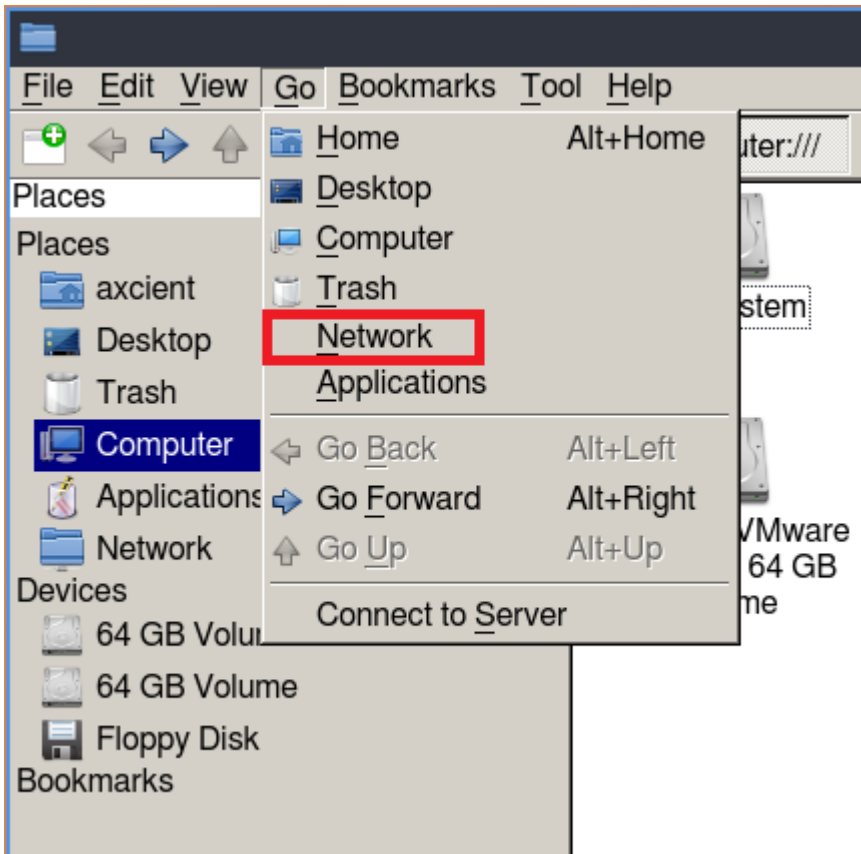 File Edit View Go Bookmarks Tool Help
Home Alt+Home
Desktop
Computer
Trash
Network
Applications
Go Back Alt+Left
Go Forward Alt+Right
Go Up Alt+Up
Connect to Server
uter:///
Places
Places
axcient
Desktop
Trash
Computer
Applications
Network
Devices
64 GB Volu
64 GB Volume
Floppy Disk
Bookmarks
stem
VMware
64 GB
me